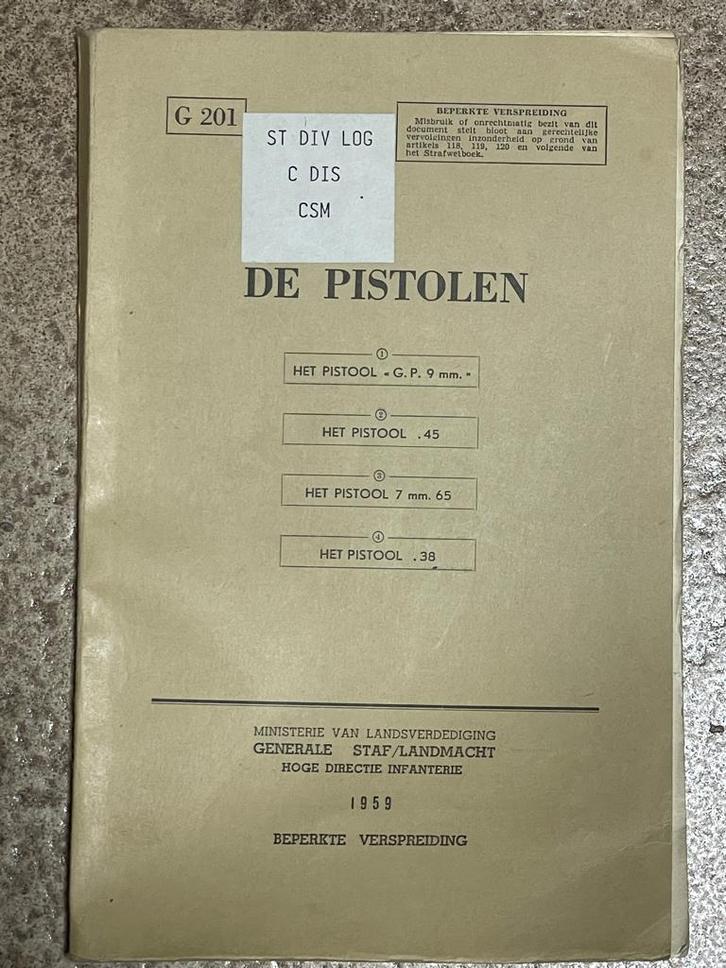 G 201
BEPERKTE VERSPREIDING
Misbruik of onrechtmatig bezit van dit
document stelt bloot aan gerechtelijke
vervolgingen inzonderheid op grond van
artikels 118, 119, 120 en volgende van
het Strafwetboek.
ST DIV LOG
C DIS
CSM
DE PISTOLEN
1
HET PISTOOL « G. P. 9 mm. »
2
HET PISTOOL .45
3
HET PISTOOL 7 mm. 65
4
HET PISTOOL .38
MINISTERIE VAN LANDSVERDEDIGING
GENERALE STAF/LANDMACHT
HOGE DIRECTIE INFANTERIE
1959
BEPERKTE VERSPREIDING